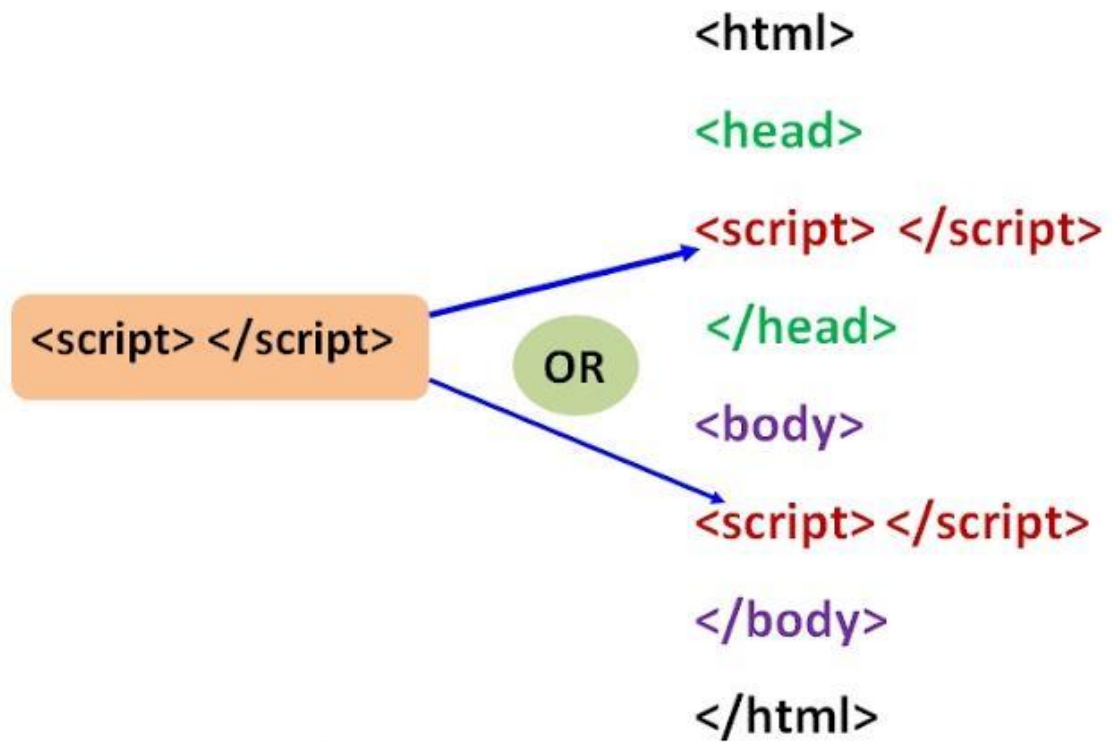 <html>
<head>
<script> </script>
</head>
<script> </script>
OR
<body>
<script> </script>
</body>
</html>